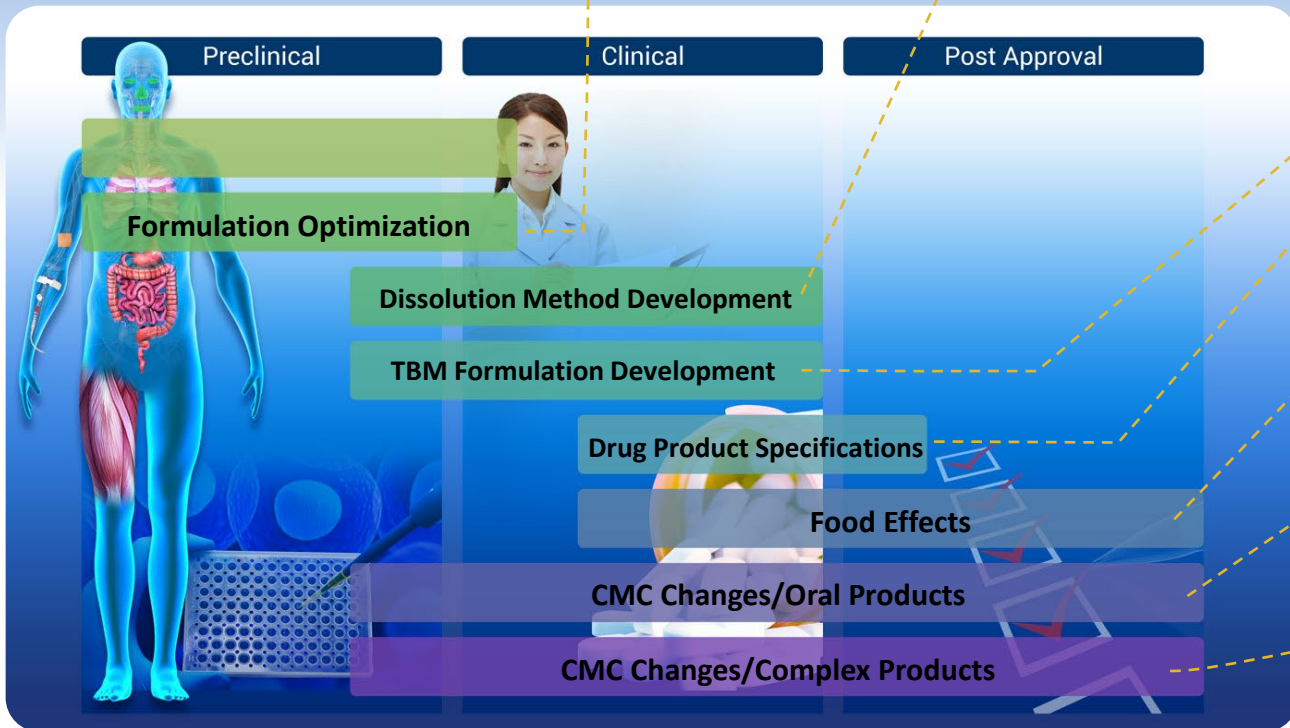 Preclinical
Clinical
Post Approval
Formulation Optimization
Dissolution Method Development
TBM Formulation Development
Drug Product Specifications
Food Effects
CMC Changes/Oral Products
CMC Changes/Complex Products